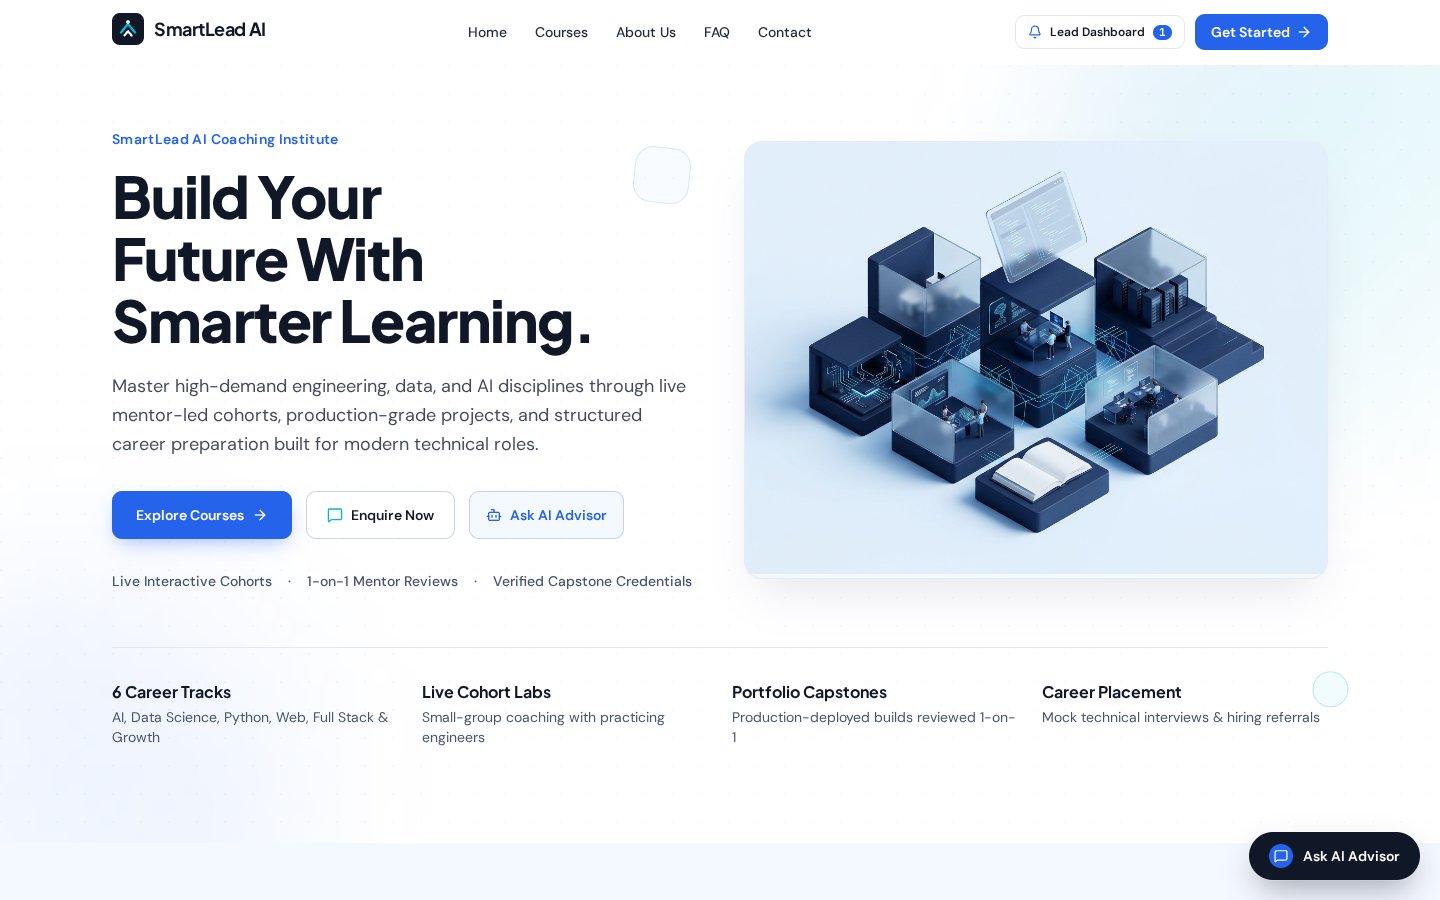 SmartLead AI
Home
Courses
About Us
FAQ
Contact
Lead Dashboard 1
Get Started
SmartLead AI Coaching Institute
Build Your
Future With
Smarter Learning.
Master high-demand engineering, data, and AI disciplines through live
mentor-led cohorts, production-grade projects, and structured
career preparation built for modern technical roles.
Explore Courses
Enquire Now
Ask AI Advisor
Live Interactive Cohorts · 1-on-1 Mentor Reviews · Verified Capstone Credentials
6 Career Tracks
AI, Data Science, Python, Web, Full Stack &
Growth
Live Cohort Labs
Small-group coaching with practicing
engineers
Portfolio Capstones
Production-deployed builds reviewed 1-on-
1
Career Placement
Mock technical interviews & hiring referrals
Ask AI Advisor